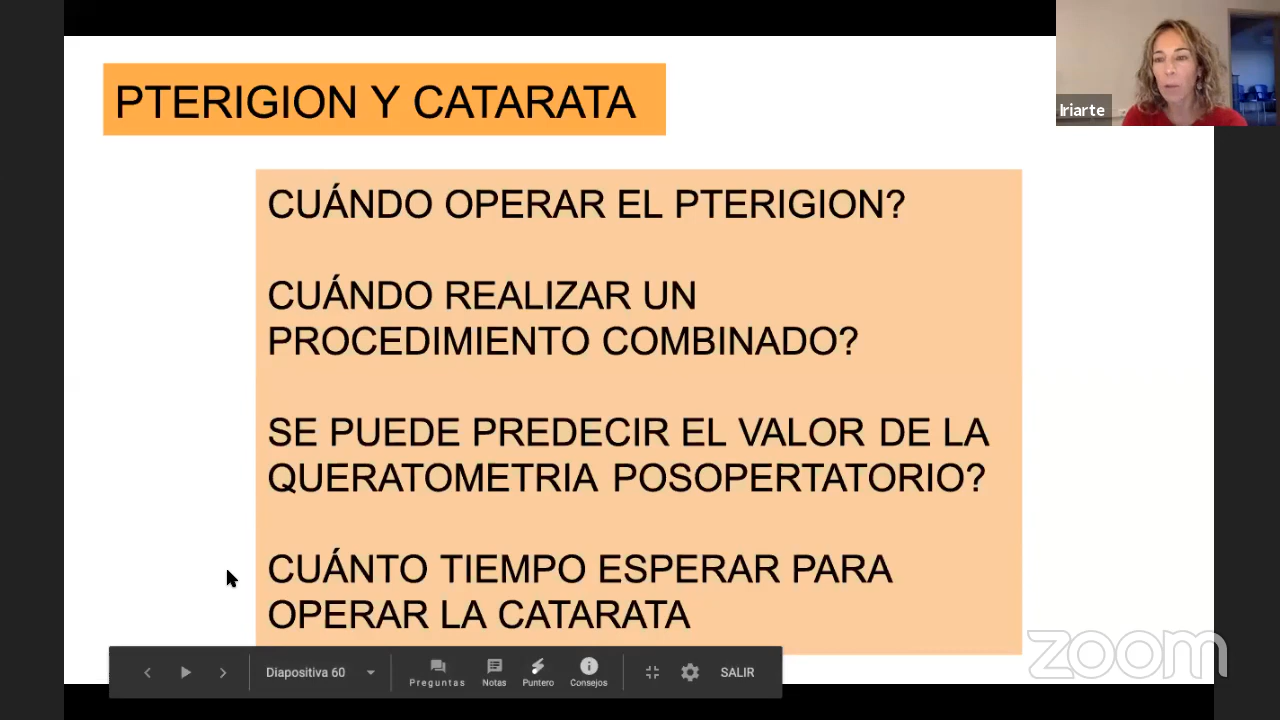 PTERIGION Y CATARATA
Iriarte
CUÁNDO OPERAR EL PTERIGION?
CUÁNDO REALIZAR UN
PROCEDIMIENTO COMBINADO?
SE PUEDE PREDECIR EL VALOR DE LA
QUERATOMETRIA POSOPERTATORIO?
CUÁNTO TIEMPO ESPERAR PARA
OPERAR LA CATARATA
zoom
Diapositiva 60
Preguntas
Notas
Puntero
Consejos
SALIR